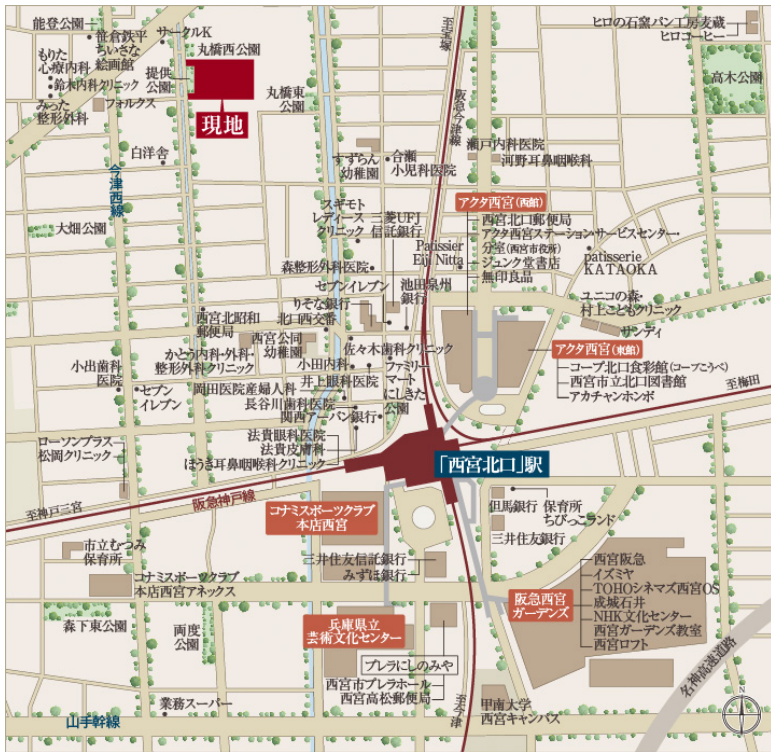 能登公園
笹倉鉄平
ちいさな
絵画館
サークルK
丸橋西公園
もりた
心療内科
鈴木内科クリニック
みった
整形外科
フォルクス
提供
公園
現地
丸橋東
公園
白洋舎
今津西線
大畑公園
至宝塚
阪急今津線
ヒロの石窯パン工房麦蔵
ヒロコーヒー
高木公園
瀬戸内科医院
河野耳鼻咽喉科
すずらん
幼稚園
合瀬
小児科医院
スギモト
レディース
クリニック
三菱UFJ
信託銀行
森整形外科医院
セブンイレブン
りそな銀行
北口西交番
池田泉州
銀行
Patissier
Eiji Nitta
アクタ西宮(西館)
西宮北口郵便局
アクタ西宮ステーション・サービスセンター・
分室(西宮市役所)
ジュンク堂書店
無印良品
patisserie
KATAOKA
ユニコの森・
村上こどもクリニック
サンディ
アクタ西宮(東館)
コープ北口食彩館(コープこうべ)
西宮市立北口図書館
アカチャンホンポ
至梅田
西宮北昭和
郵便局
西宮公同
幼稚園
かとう内科・外科・
整形外科クリニック
佐々木歯科クリニック
小田内科
ファミリー
マート
井上眼科医院
にしきた
公園
岡田医院産婦人科
長谷川歯科医院
関西アーバン銀行
小出歯科
医院
セブン
イレブン
ローソンプラス
松岡クリニック
法貴眼科医院
法貴皮膚科
ほうき耳鼻咽喉科クリニック
「西宮北口」駅
至神戸三宮
阪急神戸線
コナミスポーツクラブ
本店西宮
但馬銀行
保育所
ちびっこランド
三井住友銀行
市立むつみ
保育所
コナミスポーツクラブ
本店西宮アネックス
三井住友信託銀行
みずほ銀行
阪急西宮
ガーデンズ
西宮阪急
イズミヤ
TOHOシネマズ西宮OS
成城石井
NHK文化センター
西宮ガーデンズ教室
西宮ロフト
兵庫県立
芸術文化センター
森下東公園
両度
公園
プレラにしのみや
西宮市プレラホール
西宮高松郵便局
至今津
甲南大学
西宮キャンパス
名神高速道路
業務スーパー
山手幹線
N